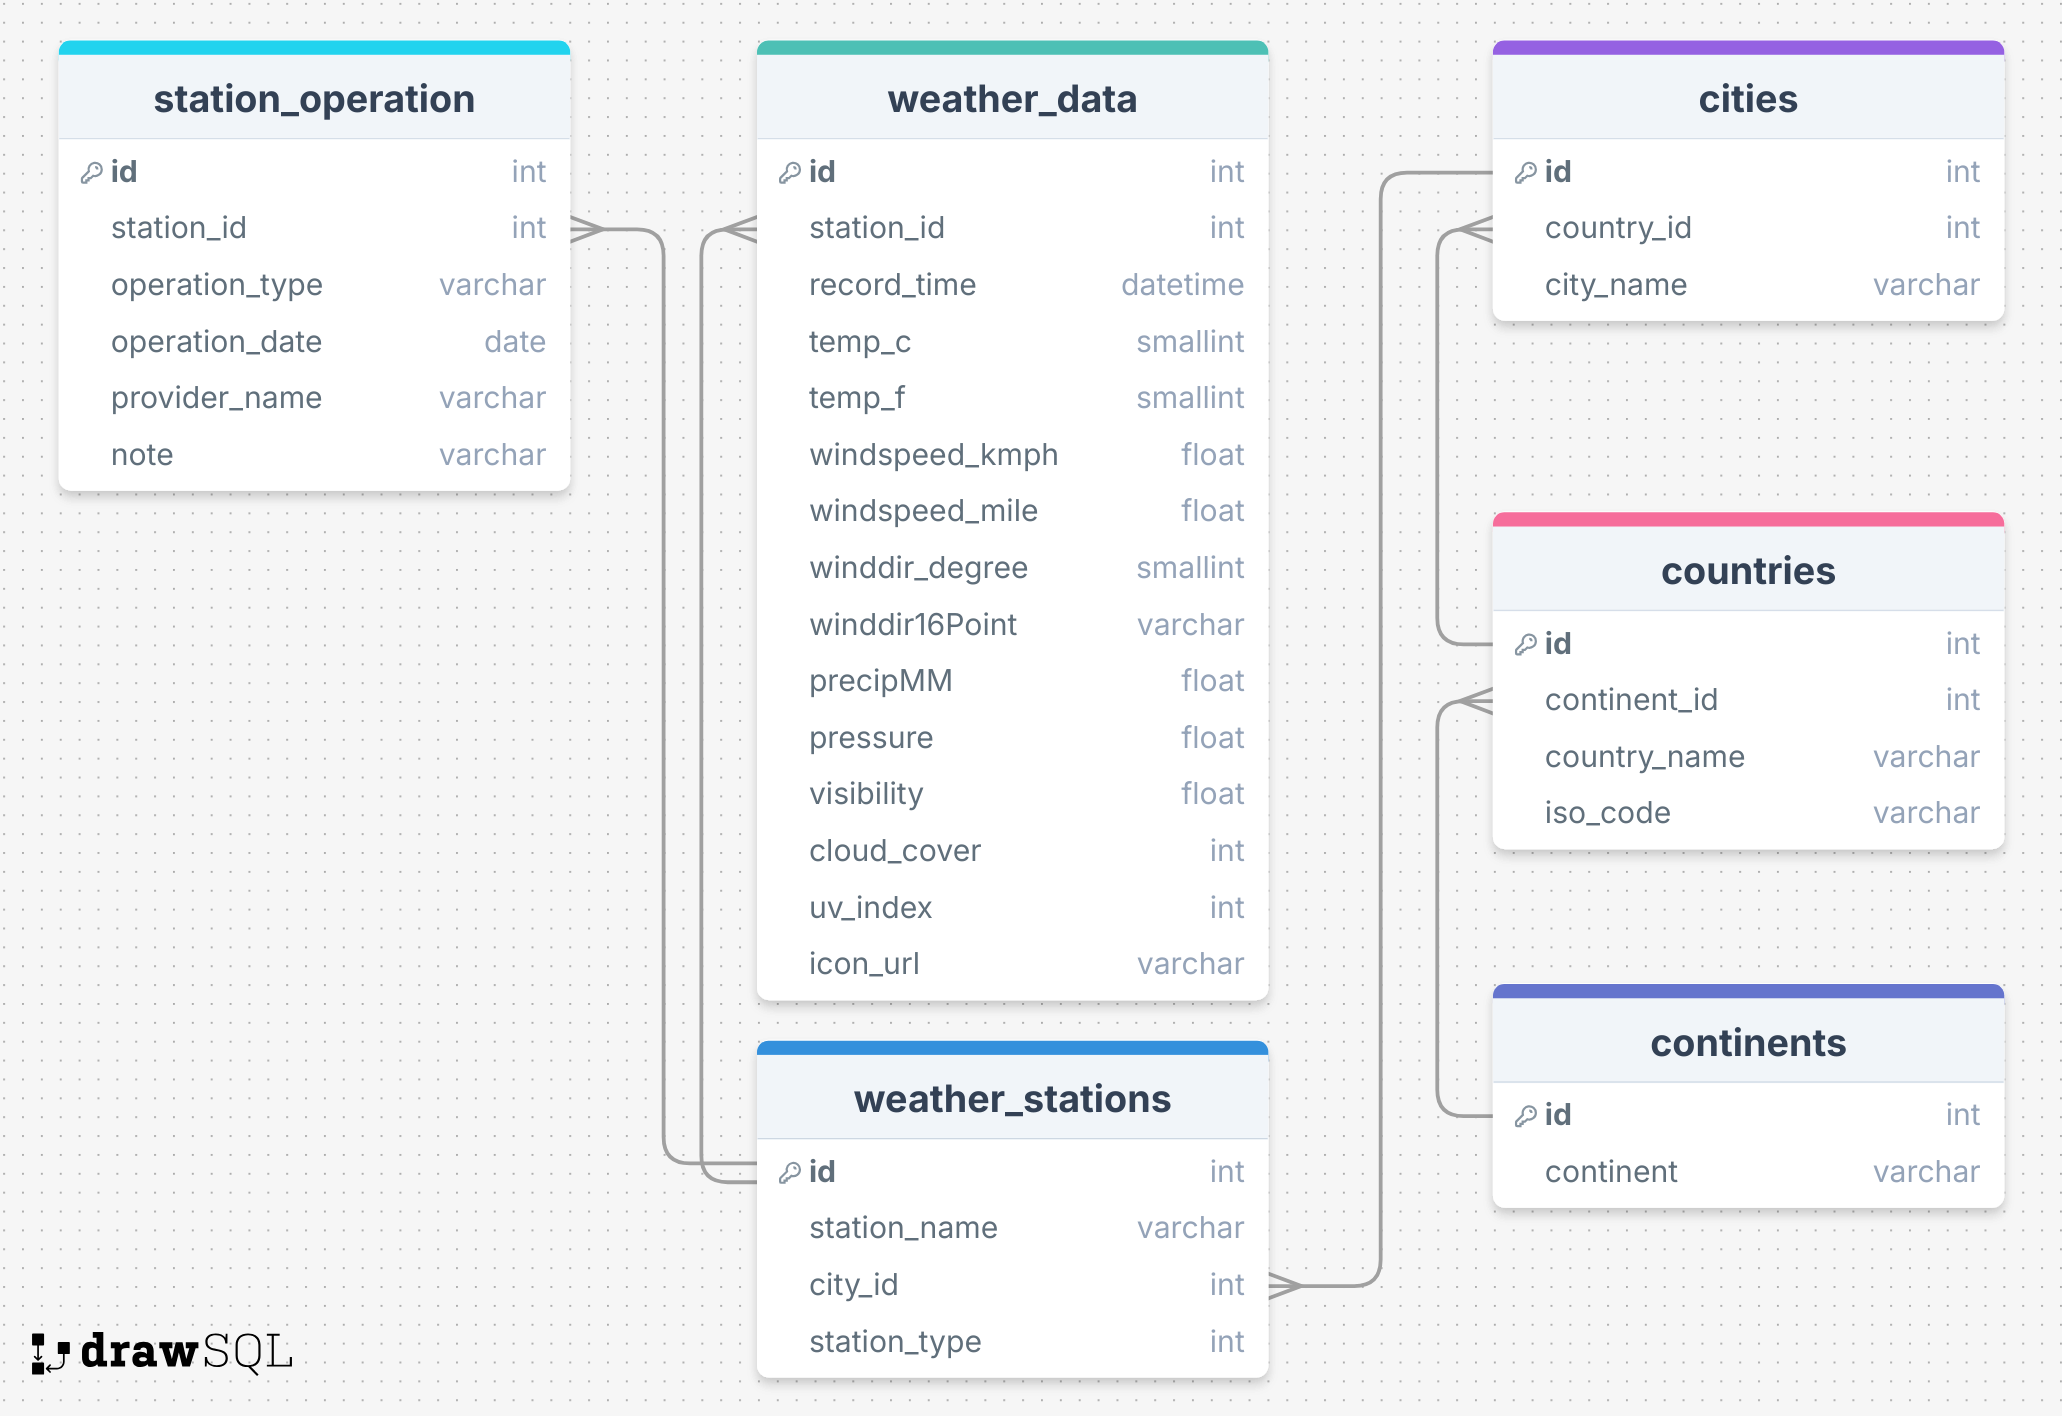 station_operation
id int
station_id int
operation_type varchar
operation_date date
provider_name varchar
note varchar
weather_data
id int
station_id int
record_time datetime
temp_c smallint
temp_f smallint
windspeed_kmph float
windspeed_mile float
winddir_degree smallint
winddir16Point varchar
precipMM float
pressure float
visibility float
cloud_cover int
uv_index int
icon_url varchar
weather_stations
id int
station_name varchar
city_id int
station_type int
cities
id int
country_id int
city_name varchar
countries
id int
continent_id int
country_name varchar
iso_code varchar
continents
id int
continent varchar
drawSQL